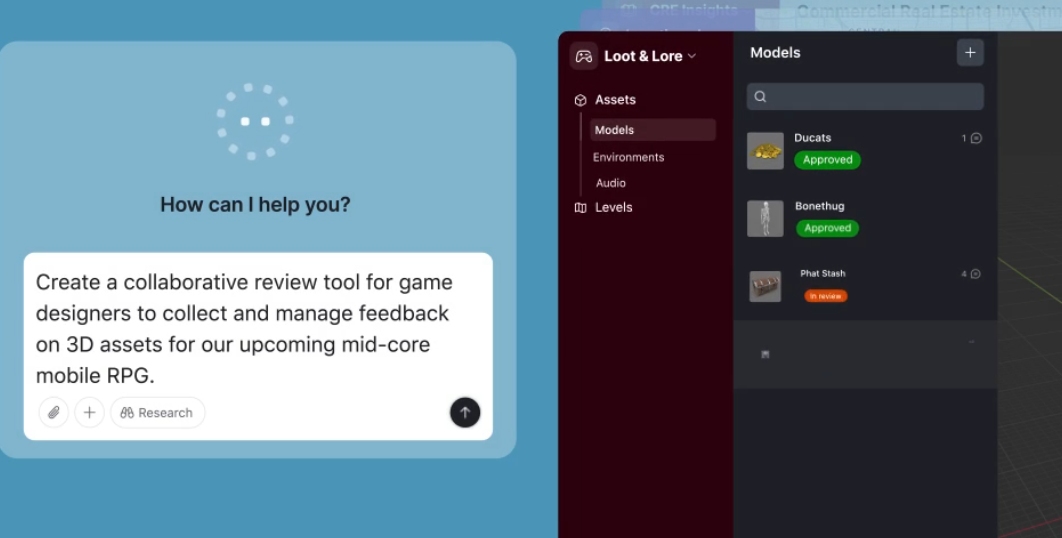 How can I help you?
Create a collaborative review tool for game
designers to collect and manage feedback
on 3D assets for our upcoming mid-core
mobile RPG.
Research
CRE Insights
Commercial Real Estate Investm
Loot & Lore
Assets
Models
Environments
Audio
Levels
Models
Ducats
1
Approved
Bonethug
Approved
Phat Stash
4
In review